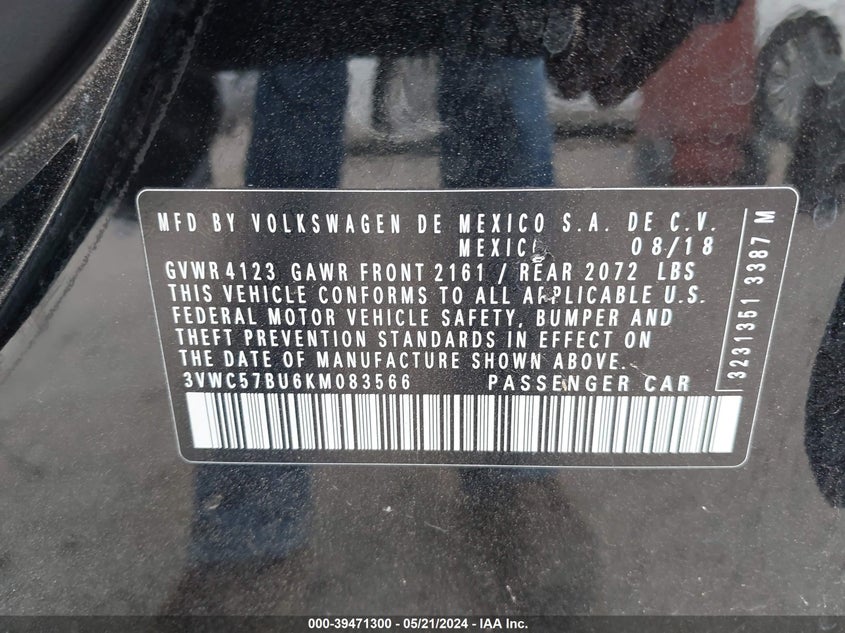 MFD BY VOLKSWAGEN DE MEXICO S.A. DE C.V.
MEXIC 08/18
GVWR 4123 GAWR FRONT 2161 / REAR 2072 LBS
THIS VEHICLE CONFORMS TO ALL APPLICABLE U.S.
FEDERAL MOTOR VEHICLE SAFETY, BUMPER AND
THEFT PREVENTION STANDARDS IN EFFECT ON
THE DATE OF MANUFACTURE SHOWN ABOVE.
3VWC57BU6KM083566 PASSENGER CAR
3231351 3387 M
000-39471300 - 05/21/2024 - IAA Inc.